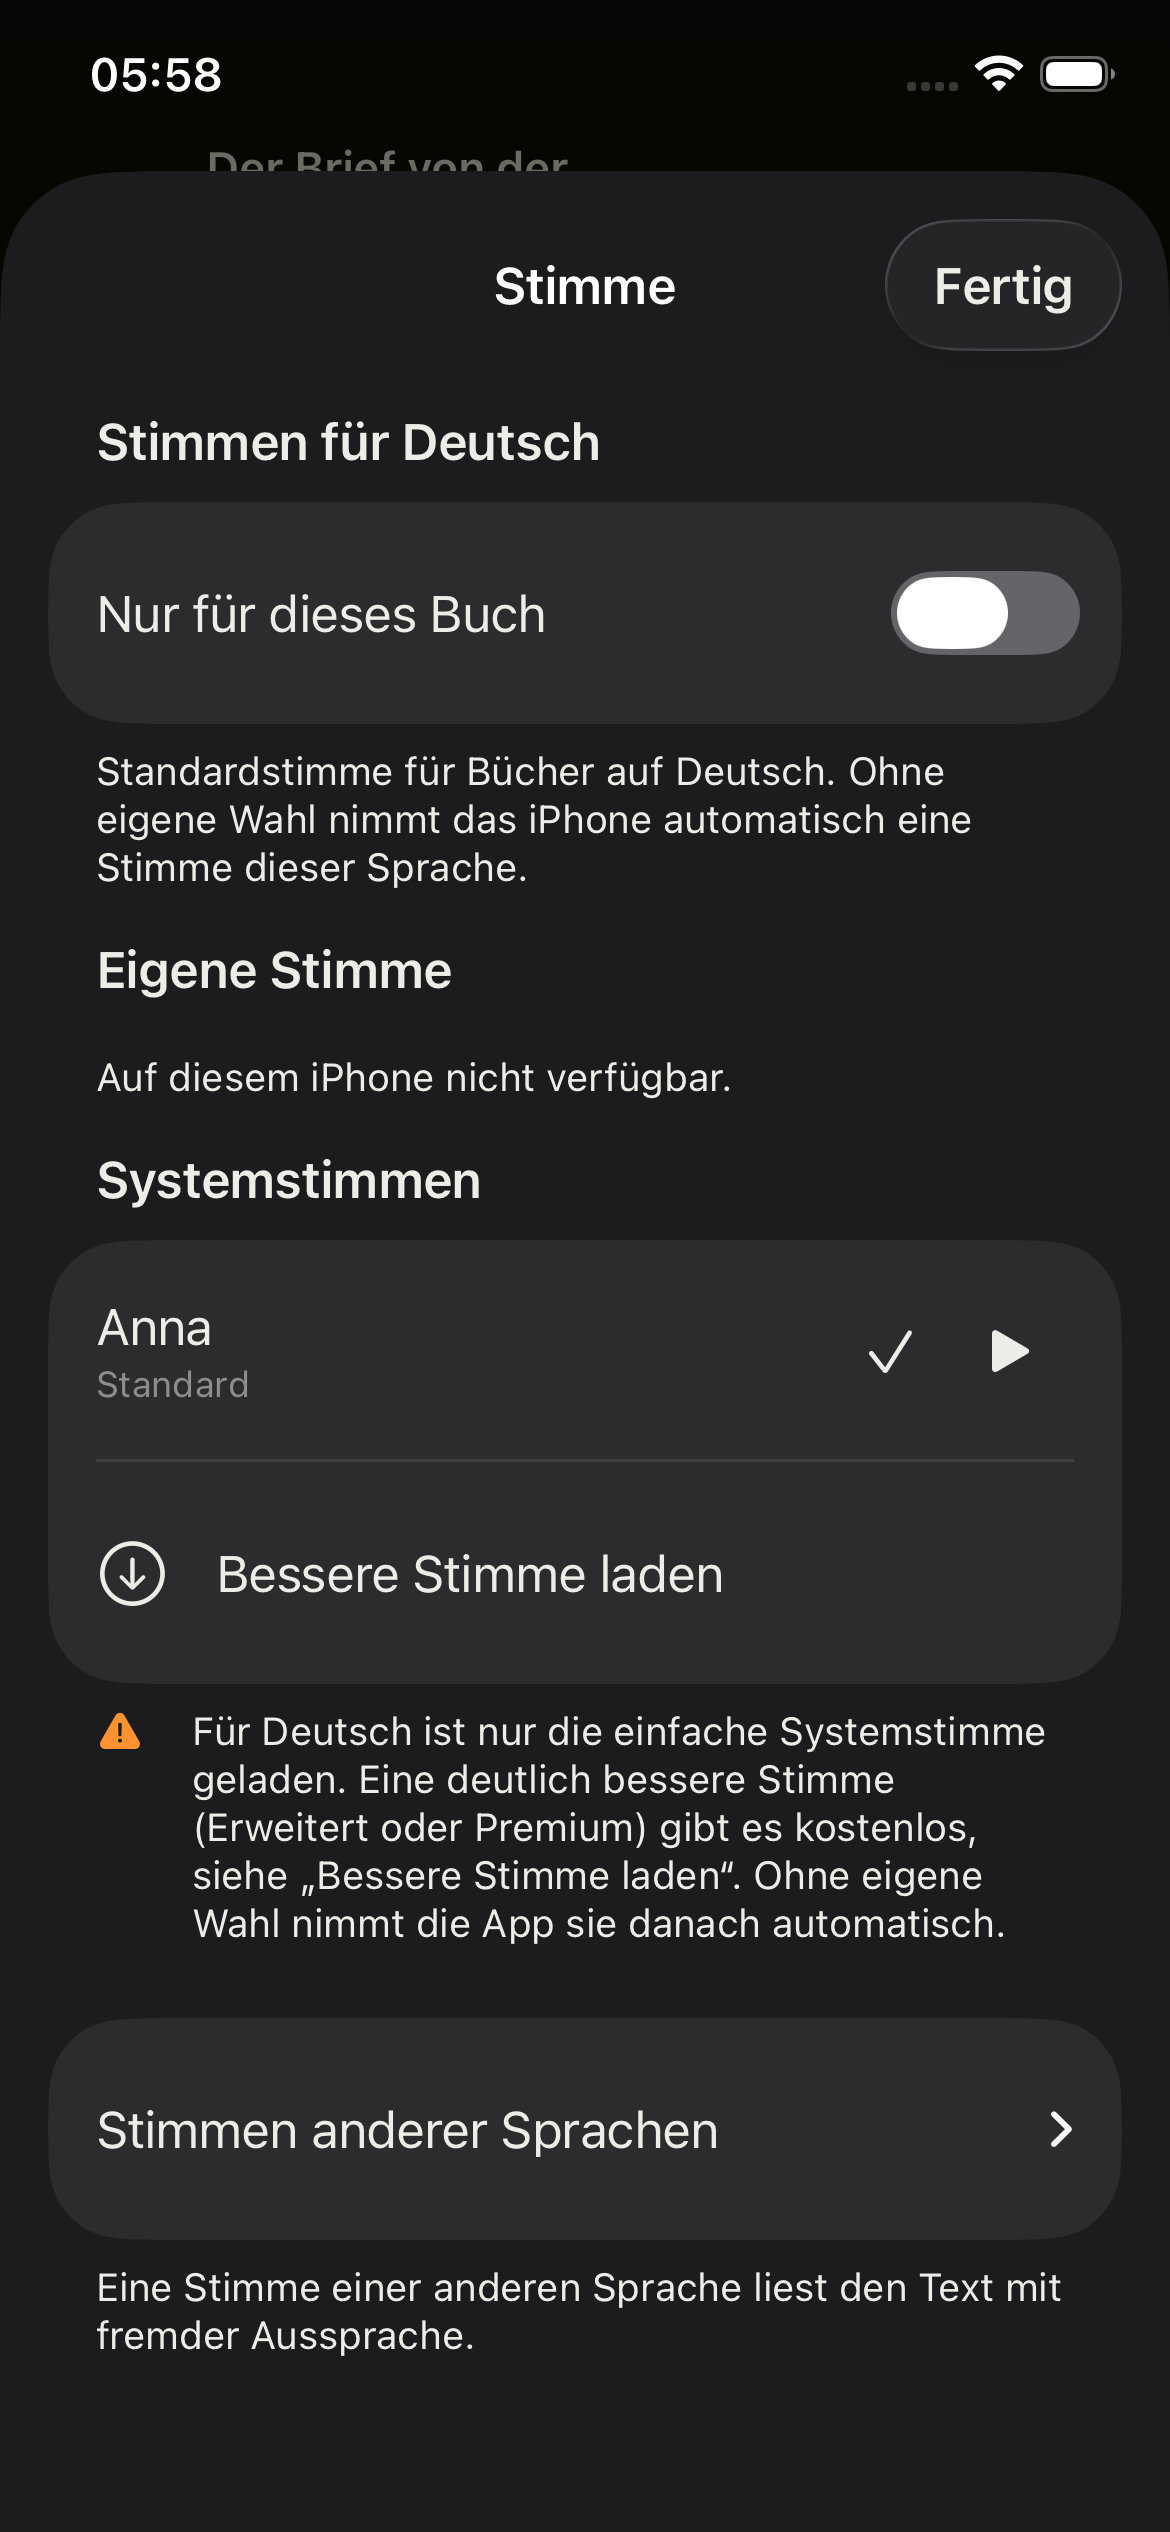 05:58
Der Brief von der
Stimme
Fertig
Stimmen für Deutsch
Nur für dieses Buch
Standardstimme für Bücher auf Deutsch. Ohne
eigene Wahl nimmt das iPhone automatisch eine
Stimme dieser Sprache.
Eigene Stimme
Auf diesem iPhone nicht verfügbar.
Systemstimmen
Anna
Standard
Bessere Stimme laden
Für Deutsch ist nur die einfache Systemstimme
geladen. Eine deutlich bessere Stimme
(Erweitert oder Premium) gibt es kostenlos,
siehe „Bessere Stimme laden“. Ohne eigene
Wahl nimmt die App sie danach automatisch.
Stimmen anderer Sprachen
Eine Stimme einer anderen Sprache liest den Text mit
fremder Aussprache.